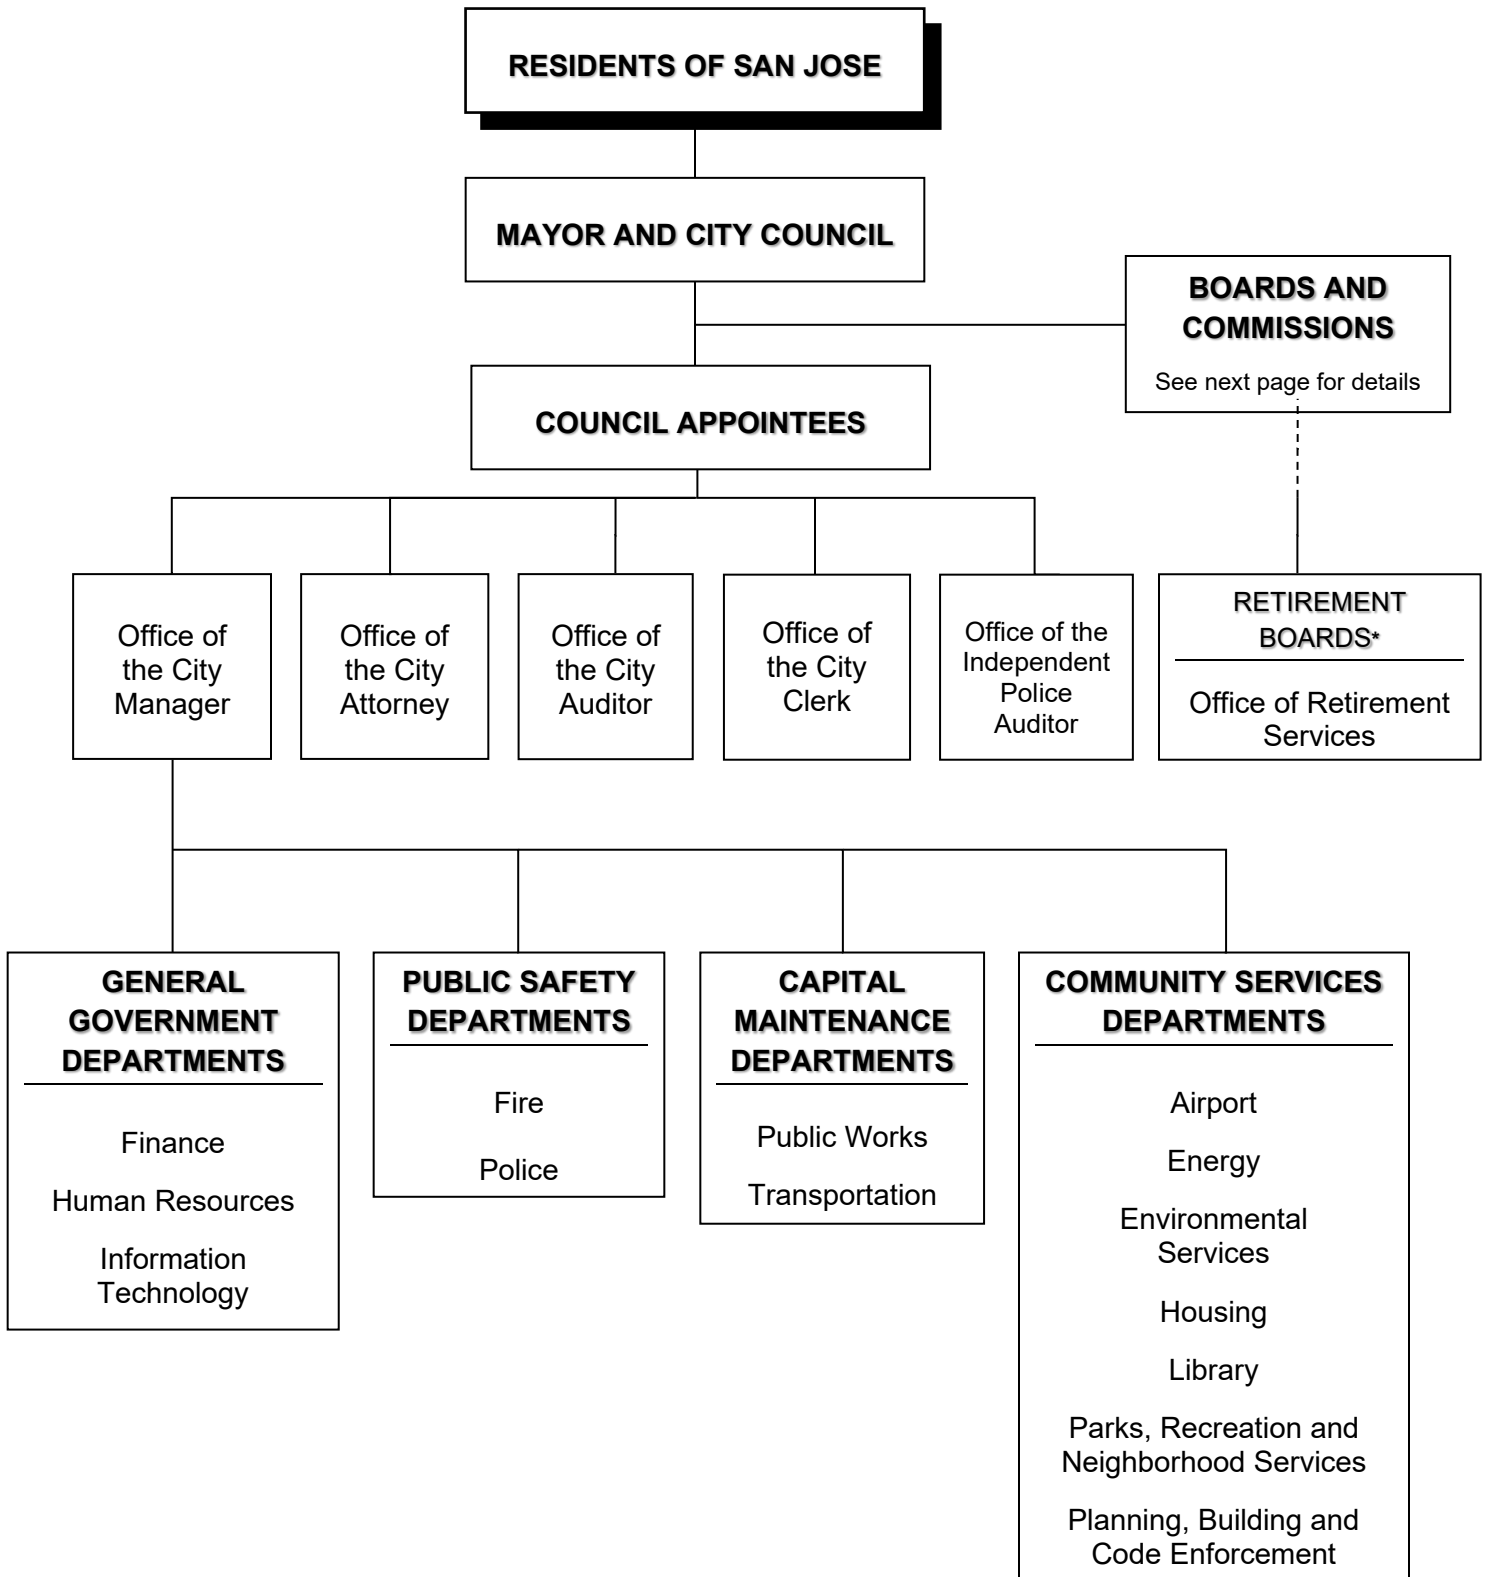 RESIDENTS OF SAN JOSE
MAYOR AND CITY COUNCIL
BOARDS AND
COMMISSIONS
See next page for details
COUNCIL APPOINTEES
Office of
the City
Manager
Office of
the City
Attorney
Office of
the City
Auditor
Office of
the City
Clerk
Office of the
Independent
Police
Auditor
RETIREMENT
BOARDS*
Office of Retirement
Services
GENERAL
GOVERNMENT
DEPARTMENTS
Finance
Human Resources
Information
Technology
PUBLIC SAFETY
DEPARTMENTS
Fire
Police
CAPITAL
MAINTENANCE
DEPARTMENTS
Public Works
Transportation
COMMUNITY SERVICES
DEPARTMENTS
Airport
Energy
Environmental
Services
Housing
Library
Parks, Recreation and
Neighborhood Services
Planning, Building and
Code Enforcement